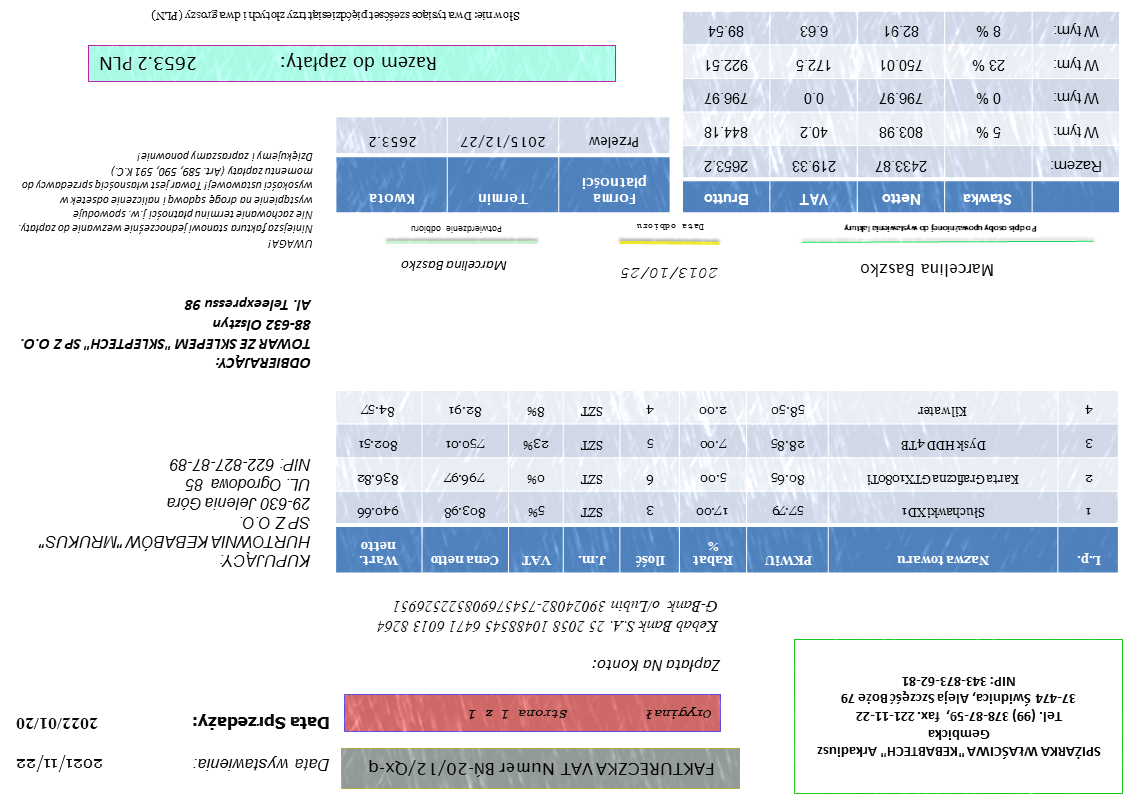 SPIŻARKA WŁAŚCIWA "KEBABTECH" Arkadiusz
Gembicka
Tel. (99) 378-87-59, fax. 221-11-22
37-474 Świdnica, Aleja Szczęść Boże 79
NIP: 343-873-62-81
FAKTURECZKA VAT Numer BŃ-20/12/Qx-q
Data wystawienia: 2021/11/22
Oryginał Strona 1 z 1
Data Sprzedaży: 2022/01/20
Zapłata Na Konto:
Kebab Bank S.A. 25 2058 10488545 6471 6013 8264
G-Bank o/Lubin 39024082-754576908522526951
L.p. Nazwa towaru PKWiU Rabat % Ilość J.m. VAT Cena netto Wart. netto
1 Słuchawki XD1 57.79 17.00 3 SZT 5% 803.98 940.66
2 Karta Graficzna GTX1080Ti 80.65 5.00 6 SZT 0% 796.97 836.82
3 Dysk HDD 4TB 28.85 7.00 5 SZT 23% 750.01 802.51
4 Kilwater 58.50 2.00 4 SZT 8% 82.91 84.57
KUPUJĄCY:
HURTOWNIA KEBABÓW "MRUKUS"
SP Z O.O.
29-630 Jelenia Góra
UL. Ogrodowa 85
NIP: 622-827-87-89
ODBIERAJĄCY:
TOWAR ZE SKLEPEM "SKLEPTECH" SP Z O.O.
88-632 Olsztyn
Al. Teleexpressu 98
Marcelina Baszko
Podpis osoby upoważnionej do wystawienia faktury
2013/10/25
Data odbioru
Marcelina Baszko
Potwierdzenie odbioru
Stawka Netto VAT Brutto
Razem: 2433.87 219.33 2653.2
W tym: 5 % 803.98 40.2 844.18
W tym: 0 % 796.97 0.0 796.97
W tym: 23 % 750.01 172.5 922.51
W tym: 8 % 82.91 6.63 89.54
Forma płatności Termin Kwota
Przelew 2015/12/27 2653.2
UWAGA!
Niniejsza faktura stanowi jednocześnie wezwanie do zapłaty.
Nie zachowanie terminu płatności j.w. spowoduje
wystąpienie na drogę sądową i naliczenie odsetek w
wysokości ustawowej! Towar jest własnością sprzedawcy do
momentu zapłaty (Art. 589, 590, 591 K.C.)
Dziękujemy i zapraszamy ponownie!
Razem do zapłaty: 2653.2 PLN
Słownie: Dwa tysiące sześćset pięćdziesiąt trzy złotych i dwa groszy (PLN)